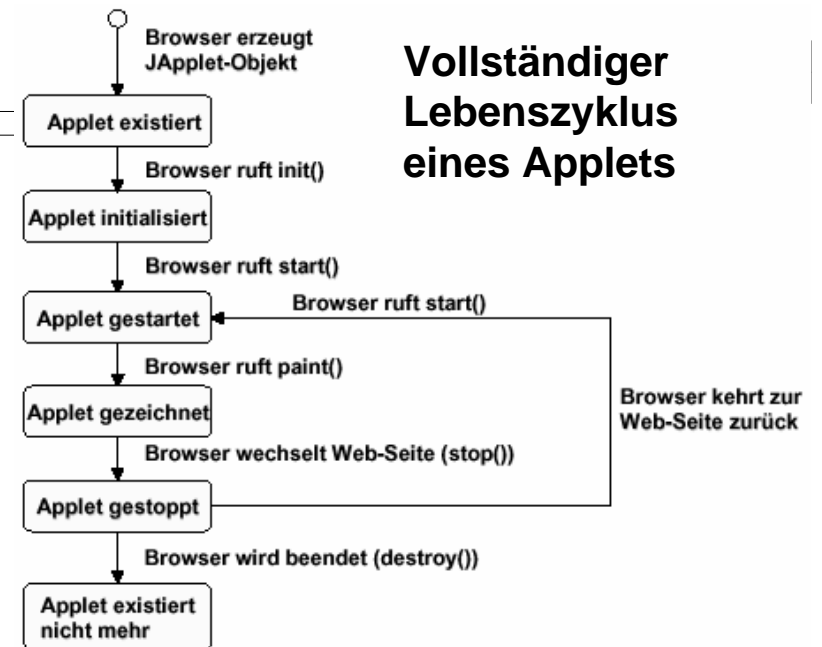 Browser erzeugt
JApplet-Objekt
Vollständiger
Lebenszyklus
eines Applets
Applet existiert
Browser ruft init()
Applet initialisiert
Browser ruft start()
Browser ruft start()
Applet gestartet
Browser ruft paint()
Browser kehrt zur
Web-Seite zurück
Applet gezeichnet
Browser wechselt Web-Seite (stop())
Applet gestoppt
Browser wird beendet (destroy())
Applet existiert
nicht mehr